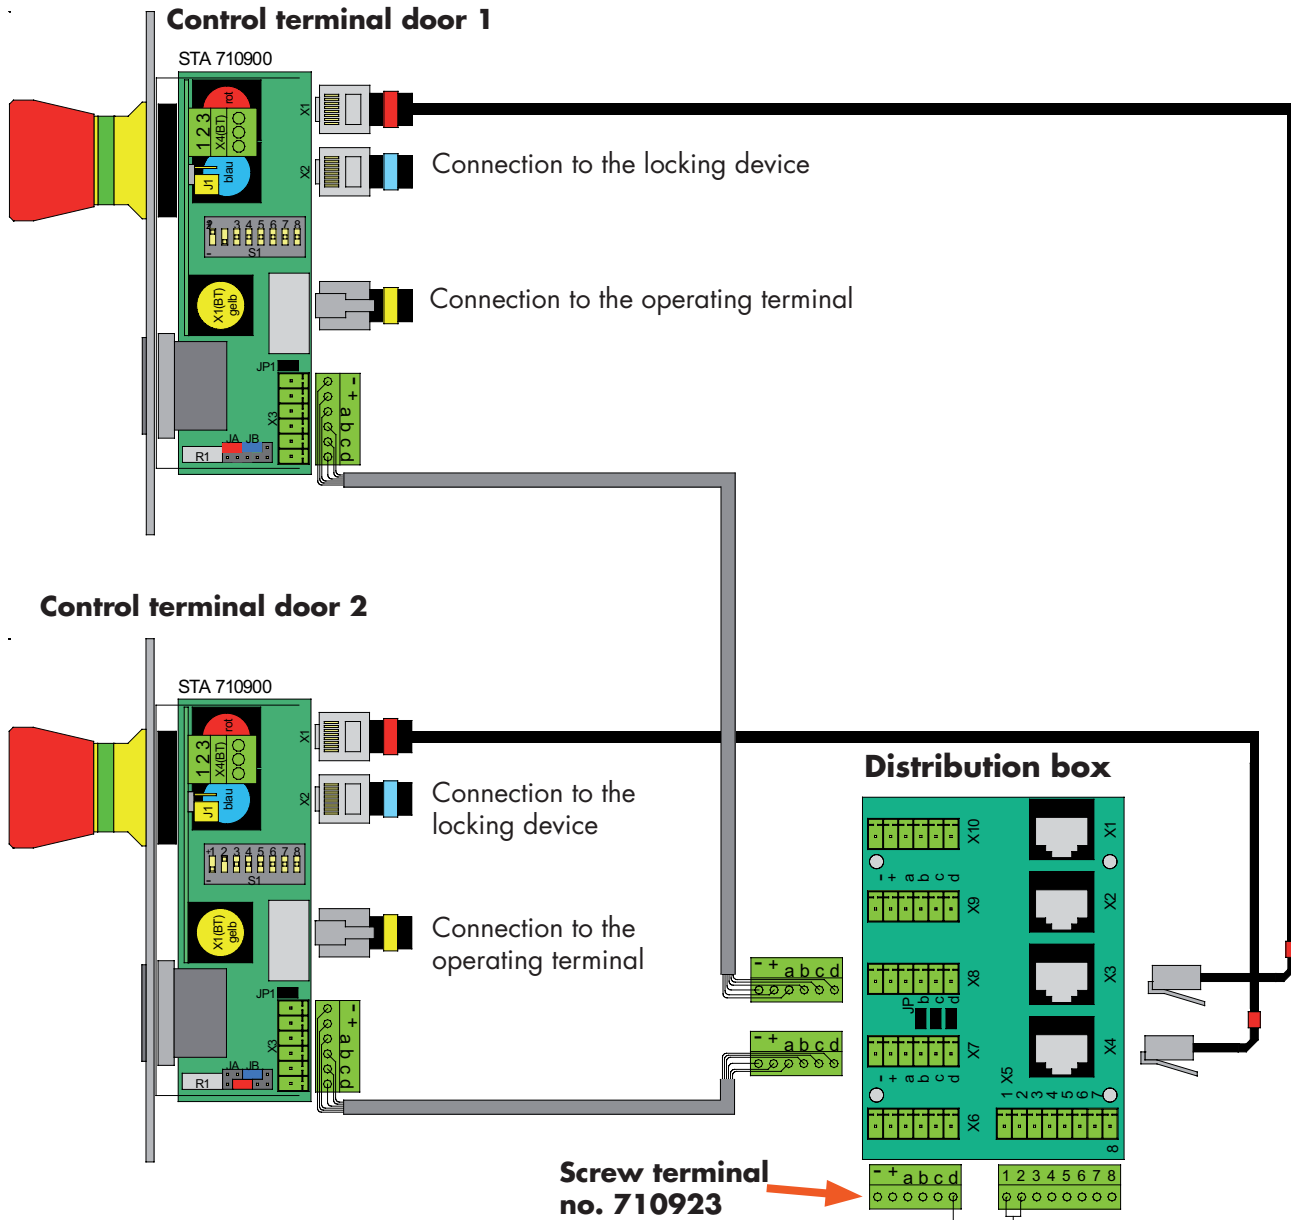 Control terminal door 1
STA 710900
rot
X1
1 2 3
X4(BT)
blau
J1
X2
Connection to the locking device
2 3 4 5 6 7 8
-
S1
X1(BT)
gelb
Connection to the operating terminal
JP1
X3
- + a b c d
JA JB
R1
Control terminal door 2
STA 710900
rot
X1
1 2 3
X4(BT)
blau
J1
X2
Connection to the
locking device
+1 2 3 4 5 6 7 8
-
S1
X1(BT)
gelb
Connection to the
operating terminal
JP1
X3
- + a b c d
JA JB
R1
Distribution box
X10
X1
- + a b c d
X9
X2
- + a b c d
X8
X3
JP b c d
- + a b c d
X7
X4
- + a b c d
X5
1 2 3 4 5 6 7
X6
8
Screw terminal
no. 710923
- + a b c d
1 2 3 4 5 6 7 8